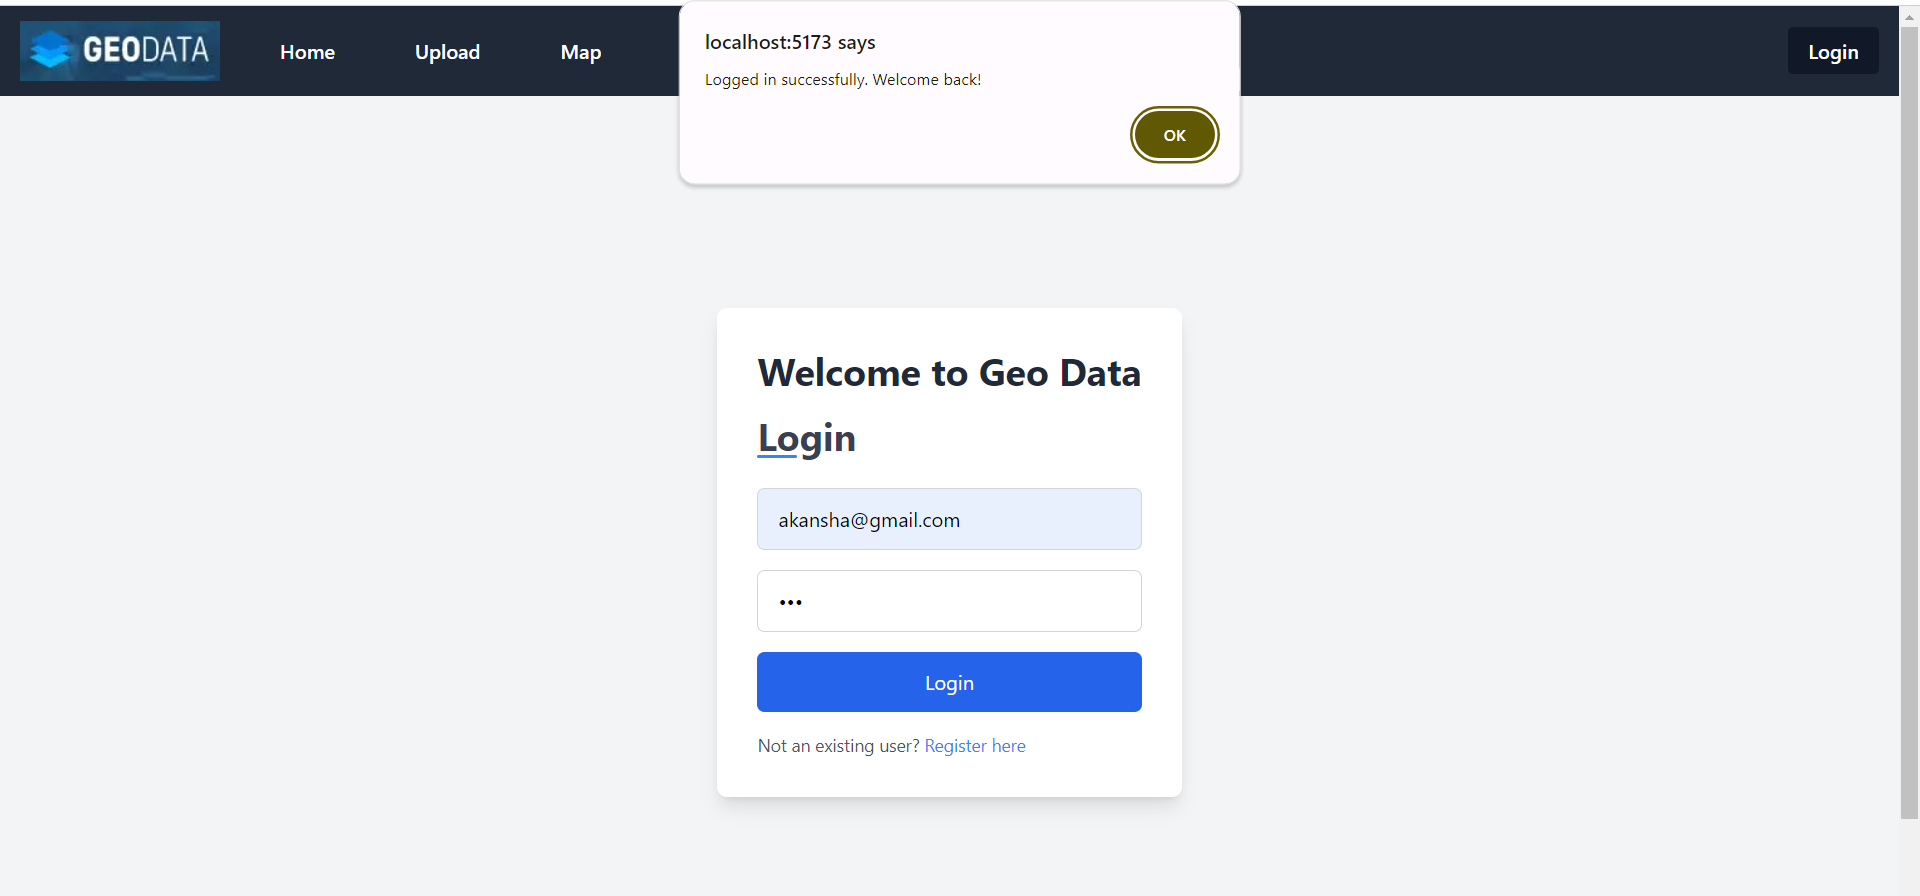 GEODATA
Home Upload Map Login
localhost:5173 says
Logged in successfully. Welcome back!
OK
Welcome to Geo Data
Login
akansha@gmail.com
•••
Login
Not an existing user? Register here